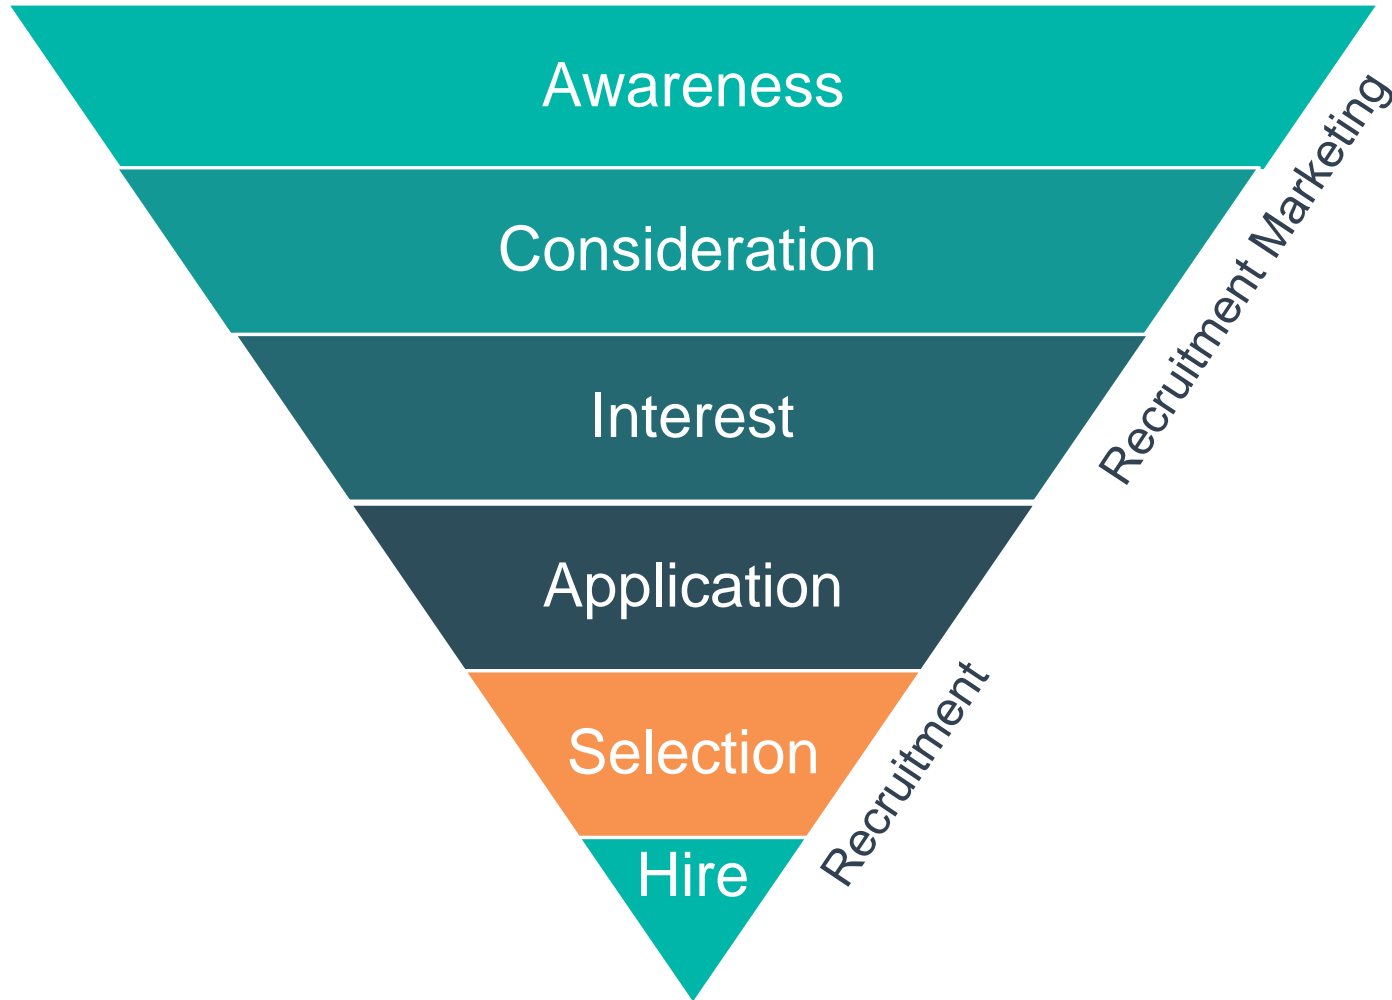 Awareness
Consideration
Interest
Application
Selection
Hire
Recruitment Marketing
Recruitment